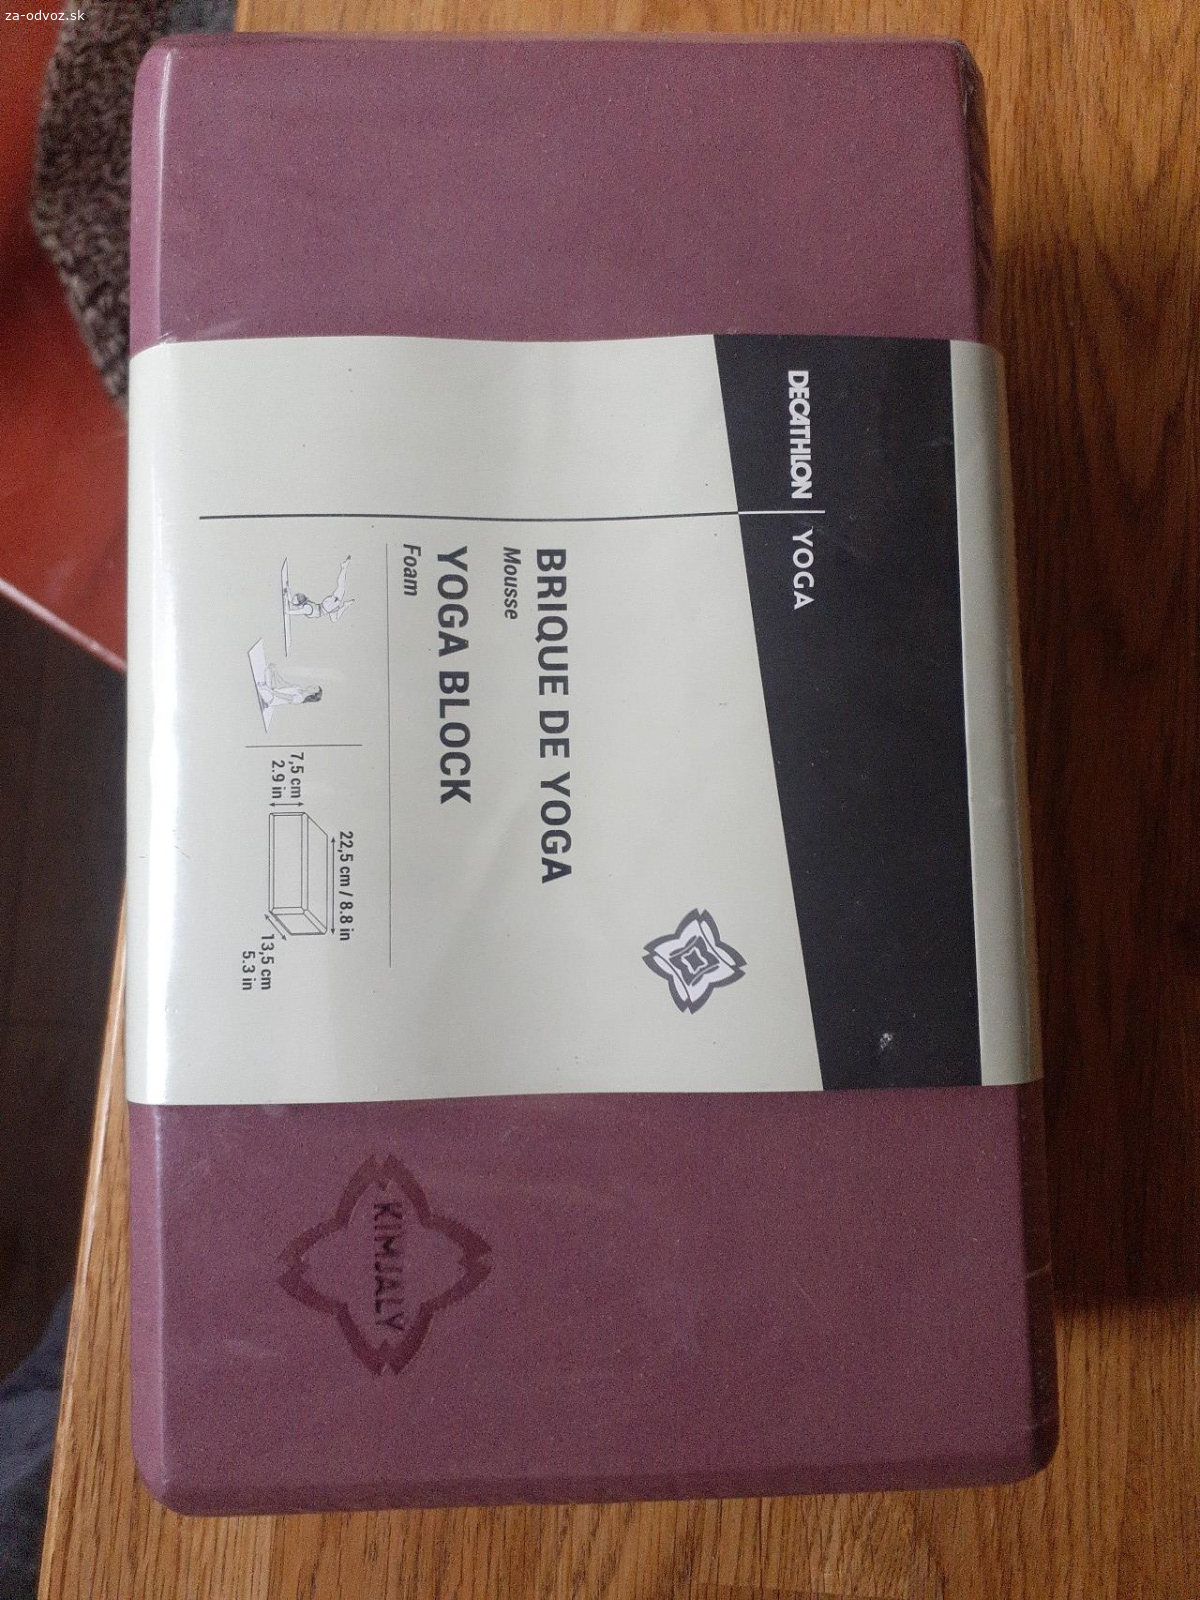 za-odvoz.sk
DECATHLON | YOGA
BRIQUE DE YOGA
Mousse
YOGA BLOCK
Foam
7,5 cm
2.9 in
22,5 cm / 8.8 in
13,5 cm
5.3 in
KIMJALY